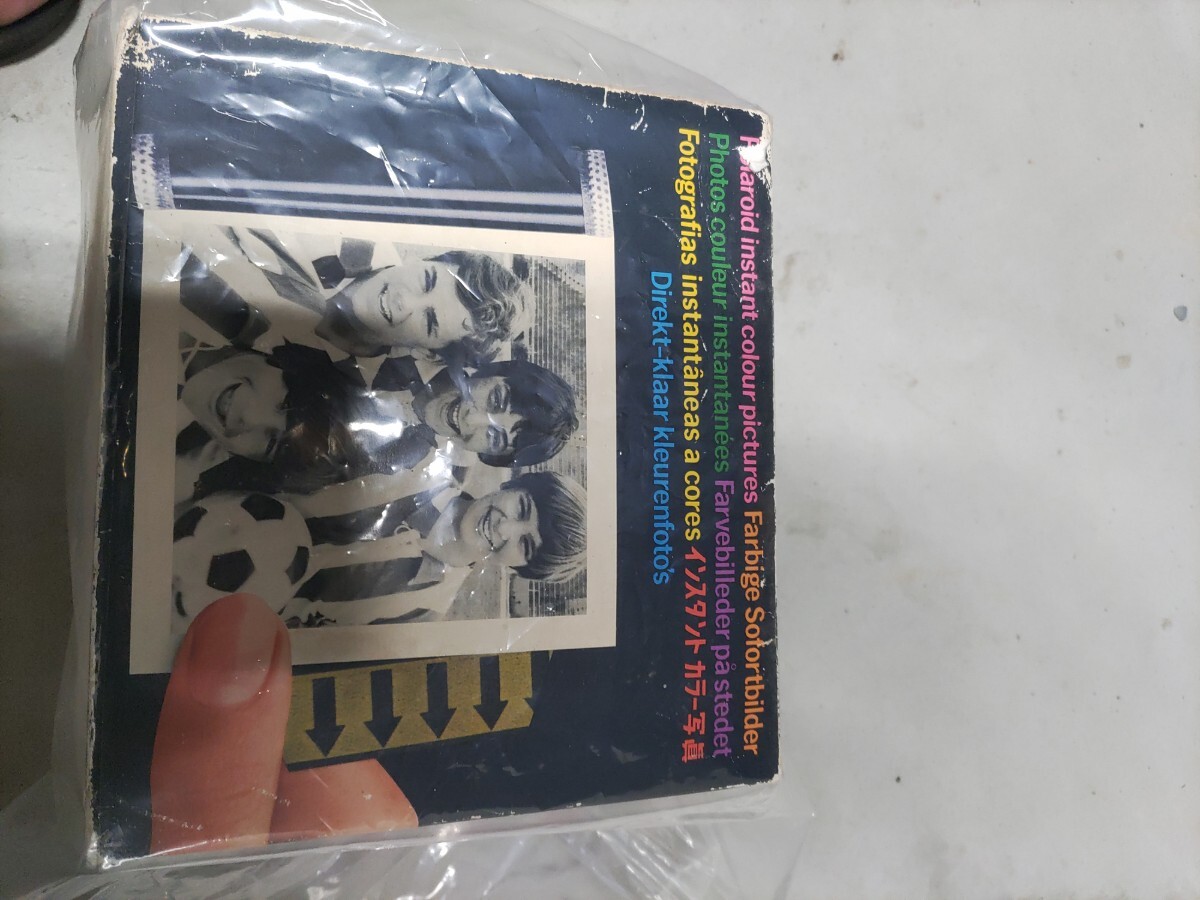 Polaroid instant colour pictures Farbige Sofortbilder
Photos couleur instantanées Farvebilleder på stedet
Fotografias instantâneas a cores インスタント カラー写真
Direkt-klaar kleurenfoto's